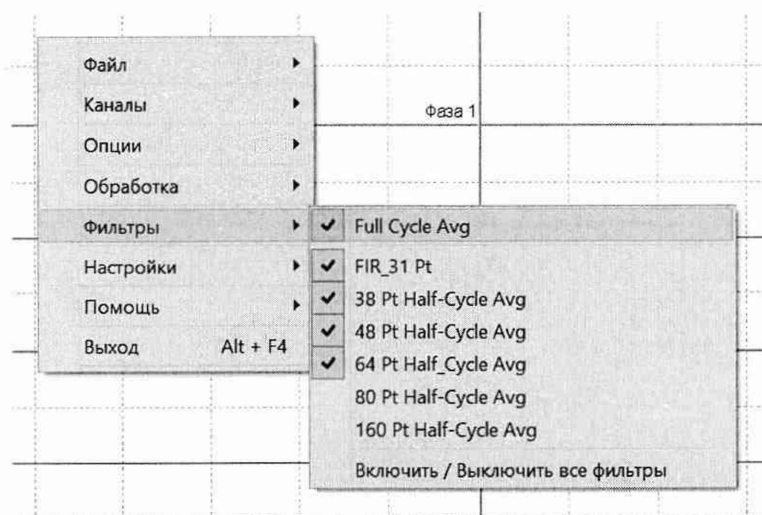 Файл
Каналы
Фаза 1
Опции
Обработка
Фильтры
Full Cycle Avg
Настройки
FIR_31 Pt
38 Pt Half-Cycle Avg
Помощь
48 Pt Half-Cycle Avg
Выход Alt + F4
64 Pt Half_Cycle Avg
80 Pt Half-Cycle Avg
160 Pt Half-Cycle Avg
Включить / Выключить все фильтры